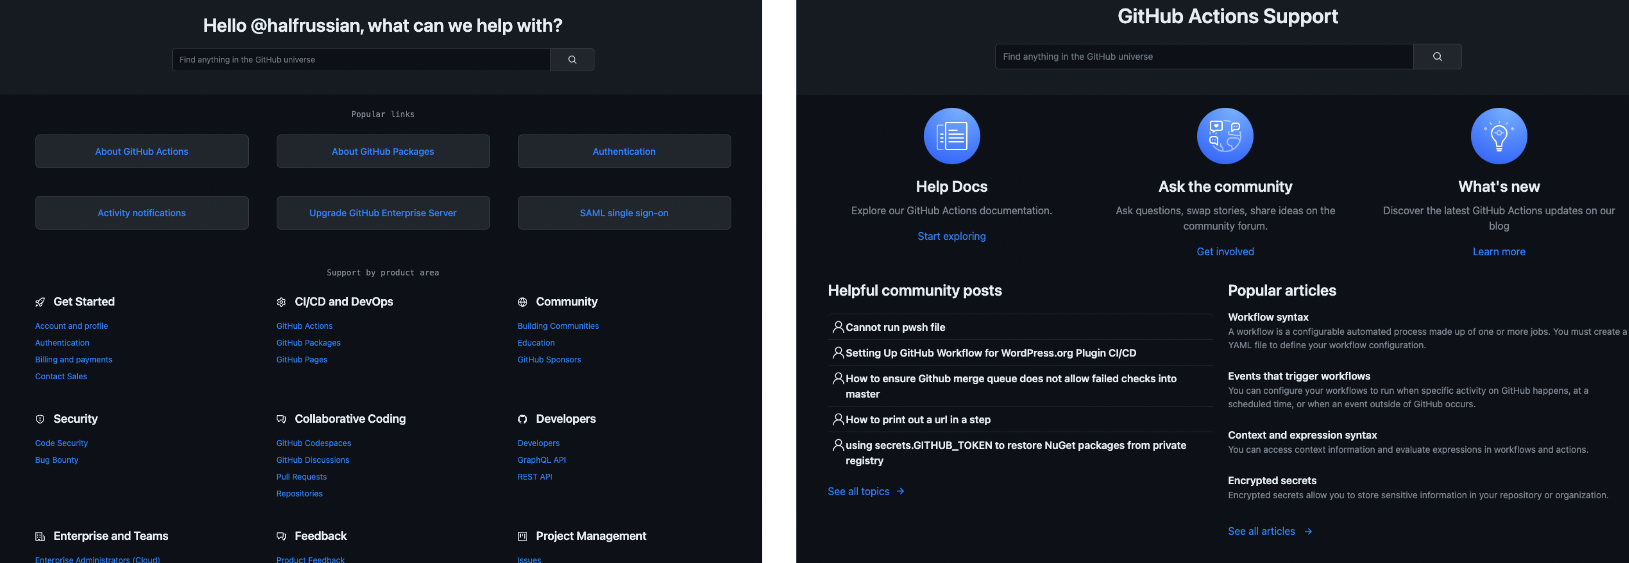 Hello @halfrussian, what can we help with?
Find anything in the GitHub universe
Popular links
About GitHub Actions
About GitHub Packages
Authentication
Activity notifications
Upgrade GitHub Enterprise Server
SAML single sign-on
Support by product area
Get Started
Account and profile
Authentication
Billing and payments
Contact Sales
CI/CD and DevOps
GitHub Actions
GitHub Packages
GitHub Pages
Community
Building Communities
Education
GitHub Sponsors
Security
Code Security
Bug Bounty
Collaborative Coding
GitHub Codespaces
GitHub Discussions
Pull Requests
Repositories
Developers
Developers
GraphQL API
REST API
Enterprise and Teams
Enterprise Administrators (Cloud)
Feedback
Product Feedback
Project Management
Issues
GitHub Actions Support
Find anything in the GitHub universe
Help Docs
Explore our GitHub Actions documentation.
Start exploring
Ask the community
Ask questions, swap stories, share ideas on the
community forum.
Get involved
What's new
Discover the latest GitHub Actions updates on our
blog
Learn more
Helpful community posts
Cannot run pwsh file
Setting Up GitHub Workflow for WordPress.org Plugin CI/CD
How to ensure Github merge queue does not allow failed checks into
master
How to print out a url in a step
using secrets.GITHUB_TOKEN to restore NuGet packages from private
registry
See all topics →
Popular articles
Workflow syntax
A workflow is a configurable automated process made up of one or more jobs. You must create a
YAML file to define your workflow configuration.
Events that trigger workflows
You can configure your workflows to run when specific activity on GitHub happens, at a
scheduled time, or when an event outside of GitHub occurs.
Context and expression syntax
You can access context information and evaluate expressions in workflows and actions.
Encrypted secrets
Encrypted secrets allow you to store sensitive information in your repository or organization.
See all articles →